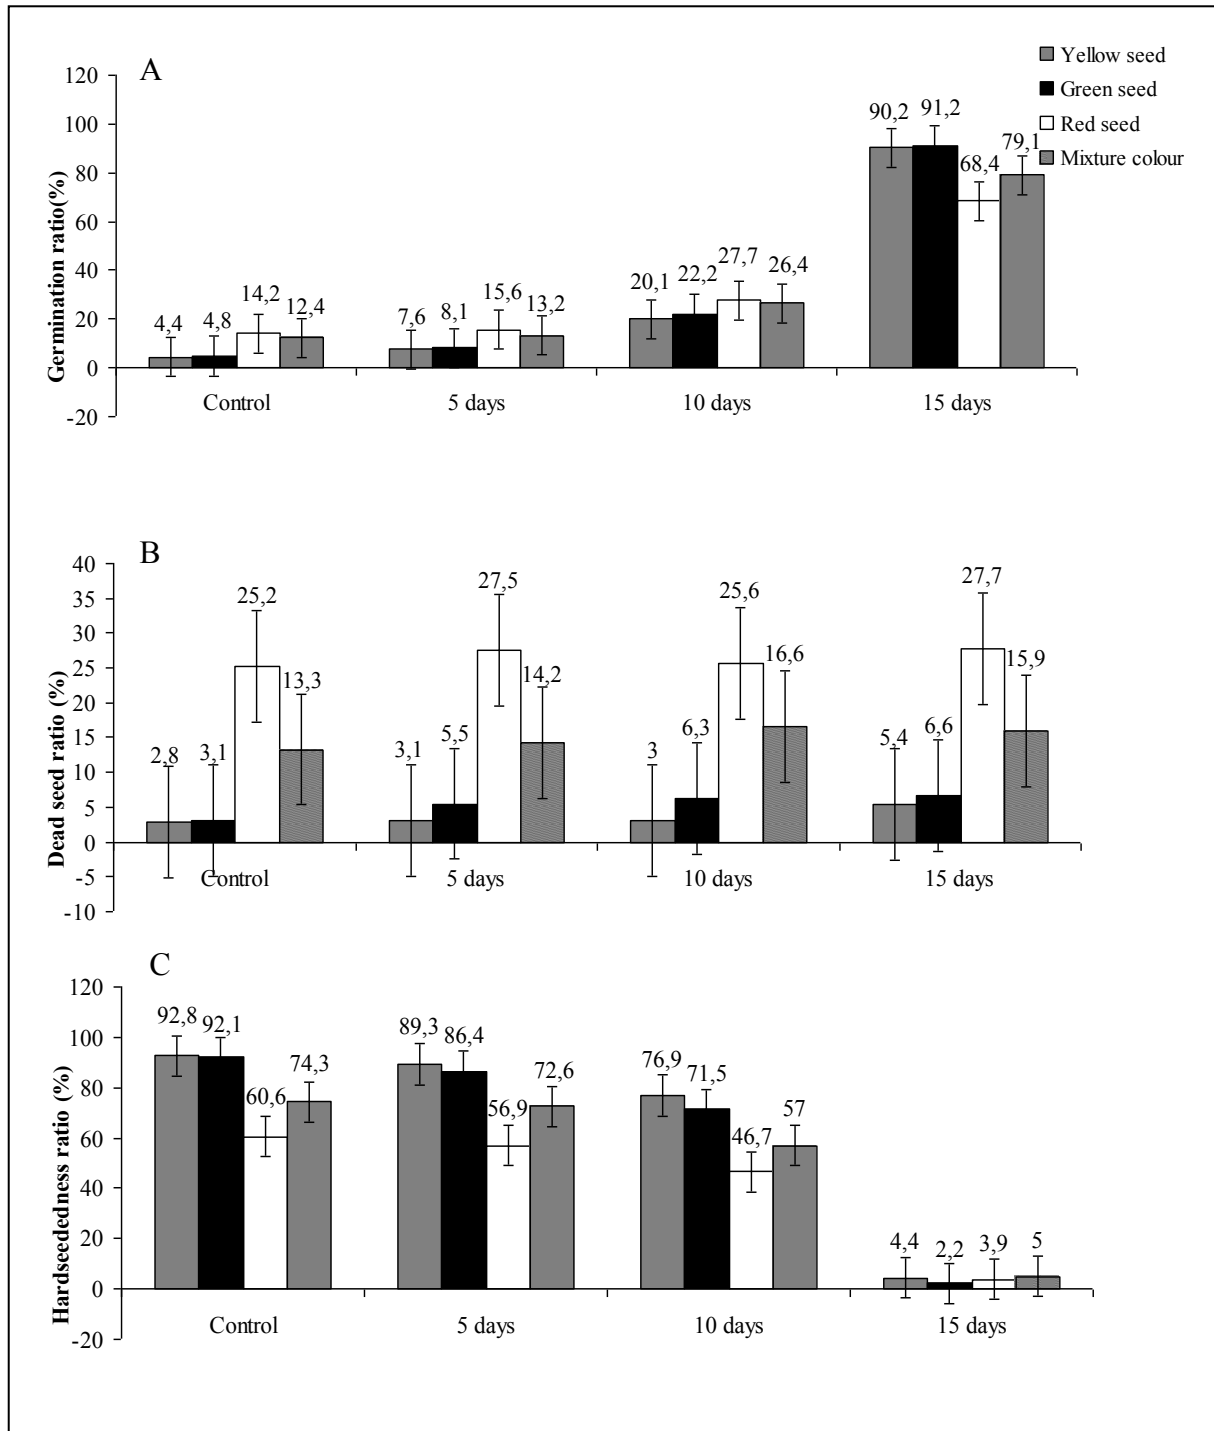 A
Yellow seed
Green seed
Red seed
Mixture colour
Germination ratio(%)
120
100
80
60
40
20
0
-20
4,4 4,8 14,2 12,4
7,6 8,1 15,6 13,2
20,1 22,2 27,7 26,4
90,2 91,2 68,4 79,1
Control 5 days 10 days 15 days
B
Dead seed ratio (%)
40
35
30
25
20
15
10
5
0
-5
-10
2,8 3,1 25,2 13,3
3,1 5,5 27,5 14,2
3 6,3 25,6 16,6
5,4 6,6 27,7 15,9
Control 5 days 10 days 15 days
C
Hardseededness ratio (%)
120
100
80
60
40
20
0
-20
92,8 92,1 60,6 74,3
89,3 86,4 56,9 72,6
76,9 71,5 46,7 57
4,4 2,2 3,9 5
Control 5 days 10 days 15 days